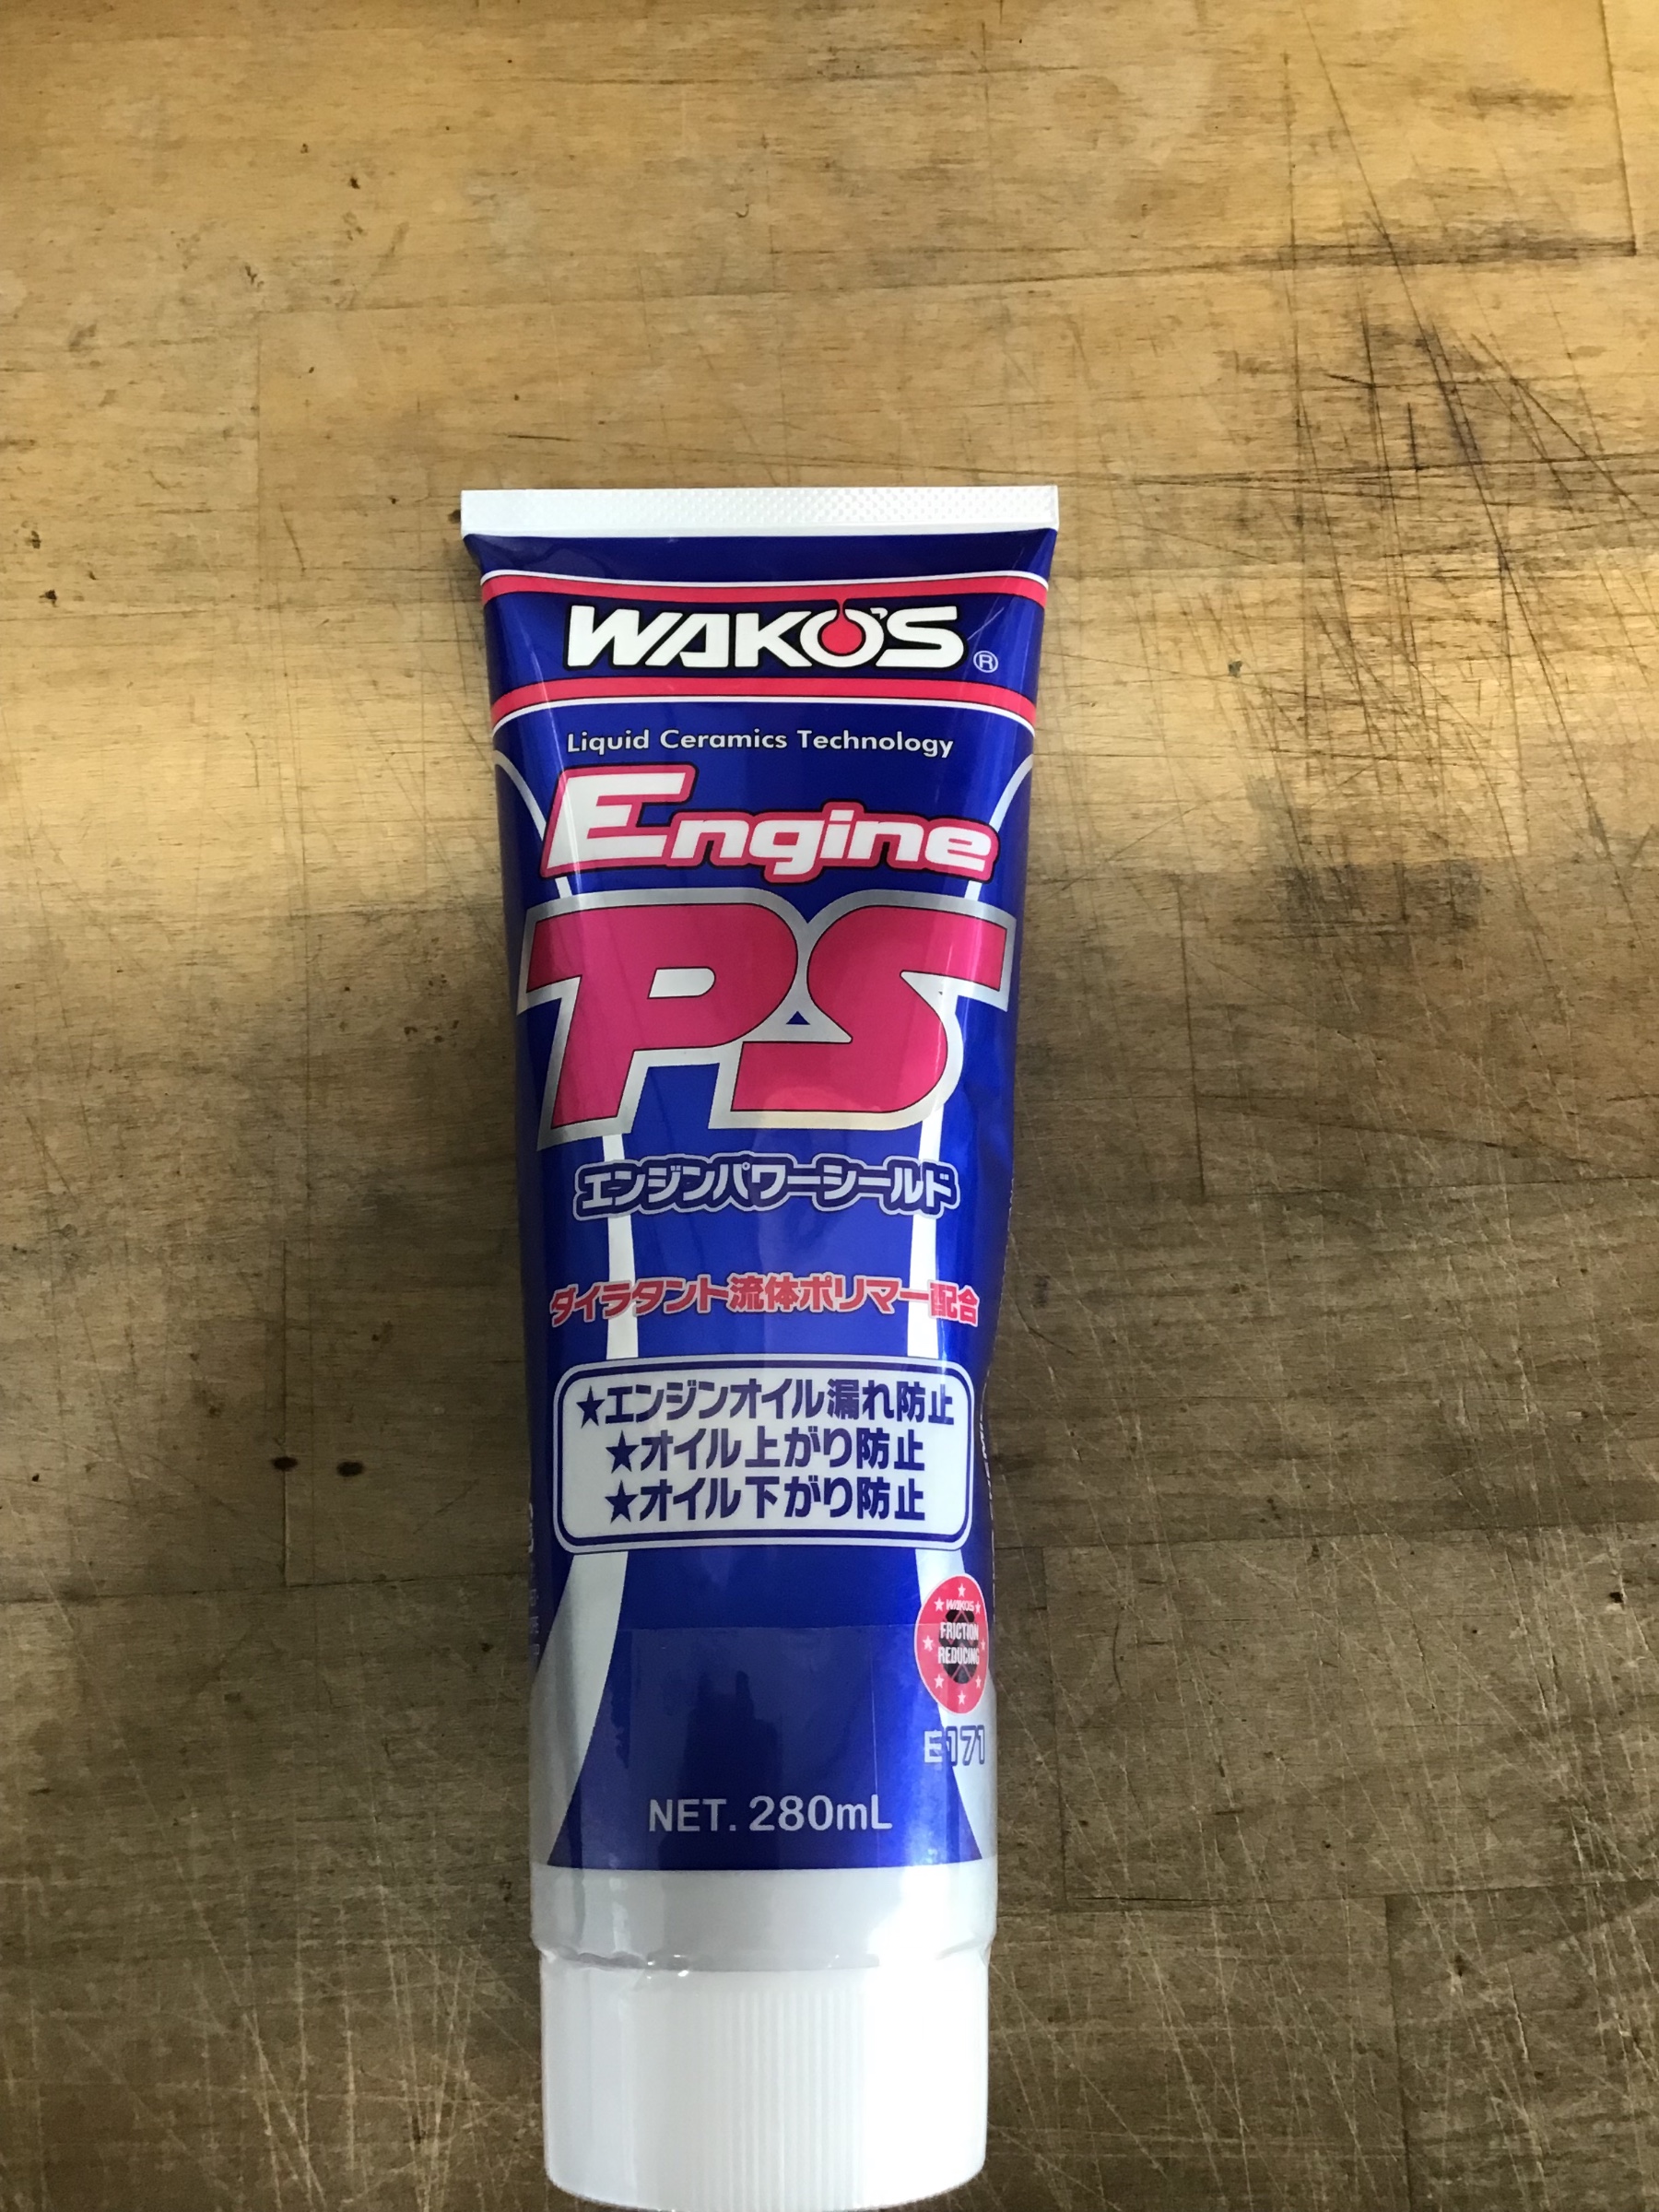 WAKO'S®
Liquid Ceramics Technology
Engine
PS
エンジンパワーシールド
ダイラタント流体ポリマー配合
★エンジンオイル漏れ防止
★オイル上がり防止
★オイル下がり防止
WAKO'S
FRICTION
REDUCING
E171
NET. 280mL